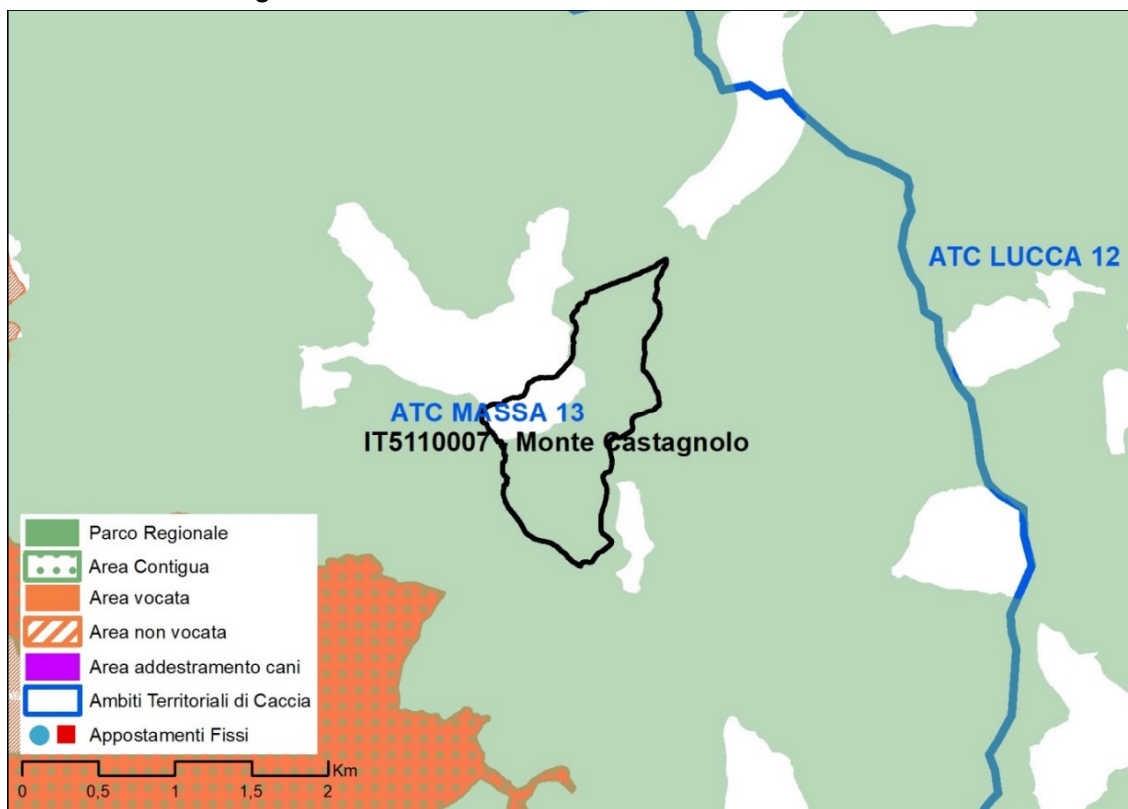 ATC LUCCA 12
ATC MASSA 13
IT5110007 - Monte Castagnolo
Parco Regionale
Area Contigua
Area vocata
Area non vocata
Area addestramento cani
Ambiti Territoriali di Caccia
Appostamenti Fissi
Km
0 0,5 1 1,5 2